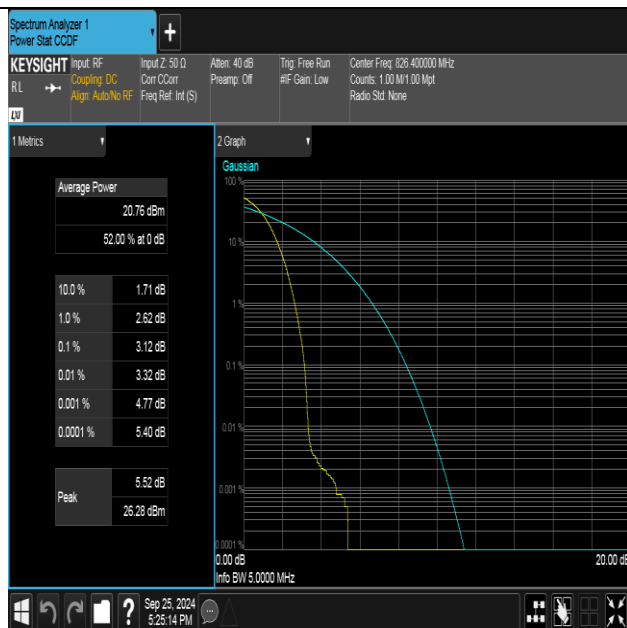 Spectrum Analyzer 1
Power Stat CCDF
+
KEYSIGHT Input: RF Input Z: 50 Ω Atten: 40 dB Trig: Free Run Center Freq: 826.400000 MHz
RL Coupling: DC Corr CCorr Preamp: Off #IF Gain: Low Counts: 1.00 M/1.00 Mpt
Align: Auto/No RF Freq Ref: Int (S) Radio Std: None
LXI
1 Metrics
Average Power
20.76 dBm
52.00 % at 0 dB
10.0 % 1.71 dB
1.0 % 2.62 dB
0.1 % 3.12 dB
0.01 % 3.32 dB
0.001 % 4.77 dB
0.0001 % 5.40 dB
Peak 5.52 dB
26.28 dBm
2 Graph
Gaussian
100 %
10 %
1 %
0.1 %
0.01 %
0.001 %
0.0001 %
0.00 dB 20.00 dB
Info BW 5.0000 MHz
? Sep 25, 2024
5:25:14 PM